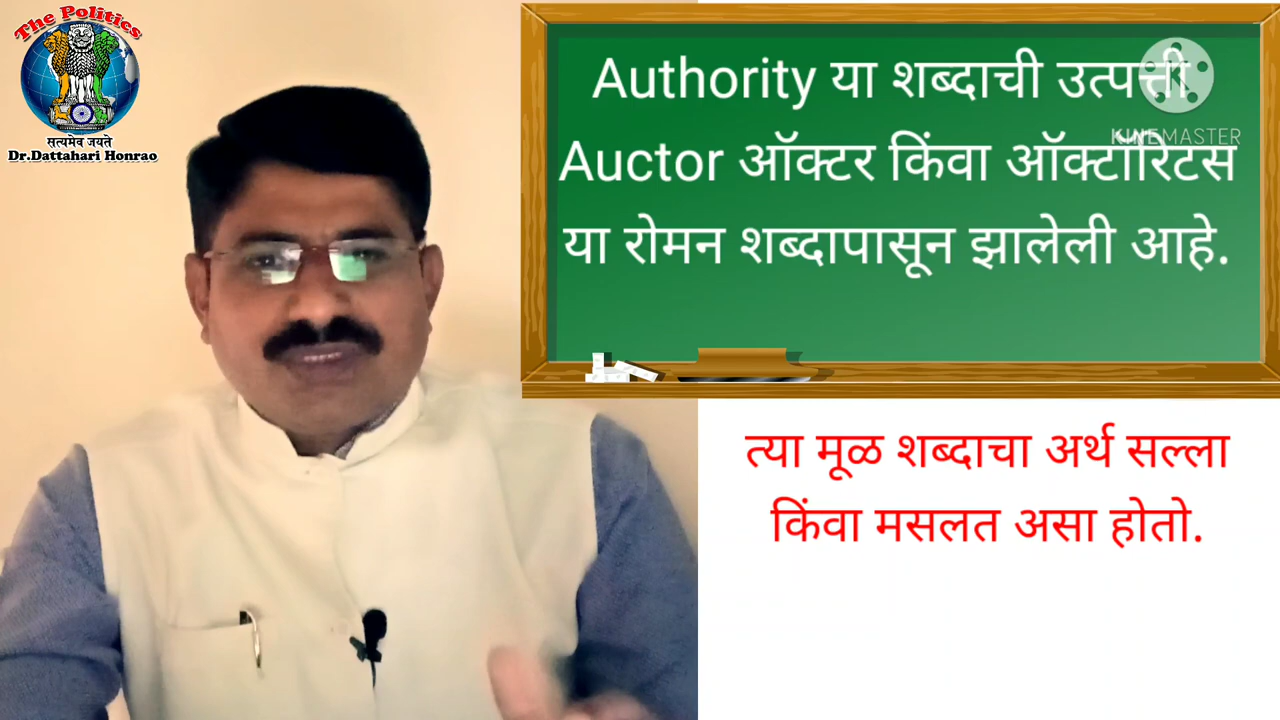 The Politics
सत्यमेव जयते
Dr.Dattahari Honrao
Authority या शब्दाची उत्पत्ती
Auctor ऑक्टर किंवा ऑक्टोरिटस
या रोमन शब्दापासून झालेली आहे.
KINEMASTER
त्या मूळ शब्दाचा अर्थ सल्ला
किंवा मसलत असा होतो.